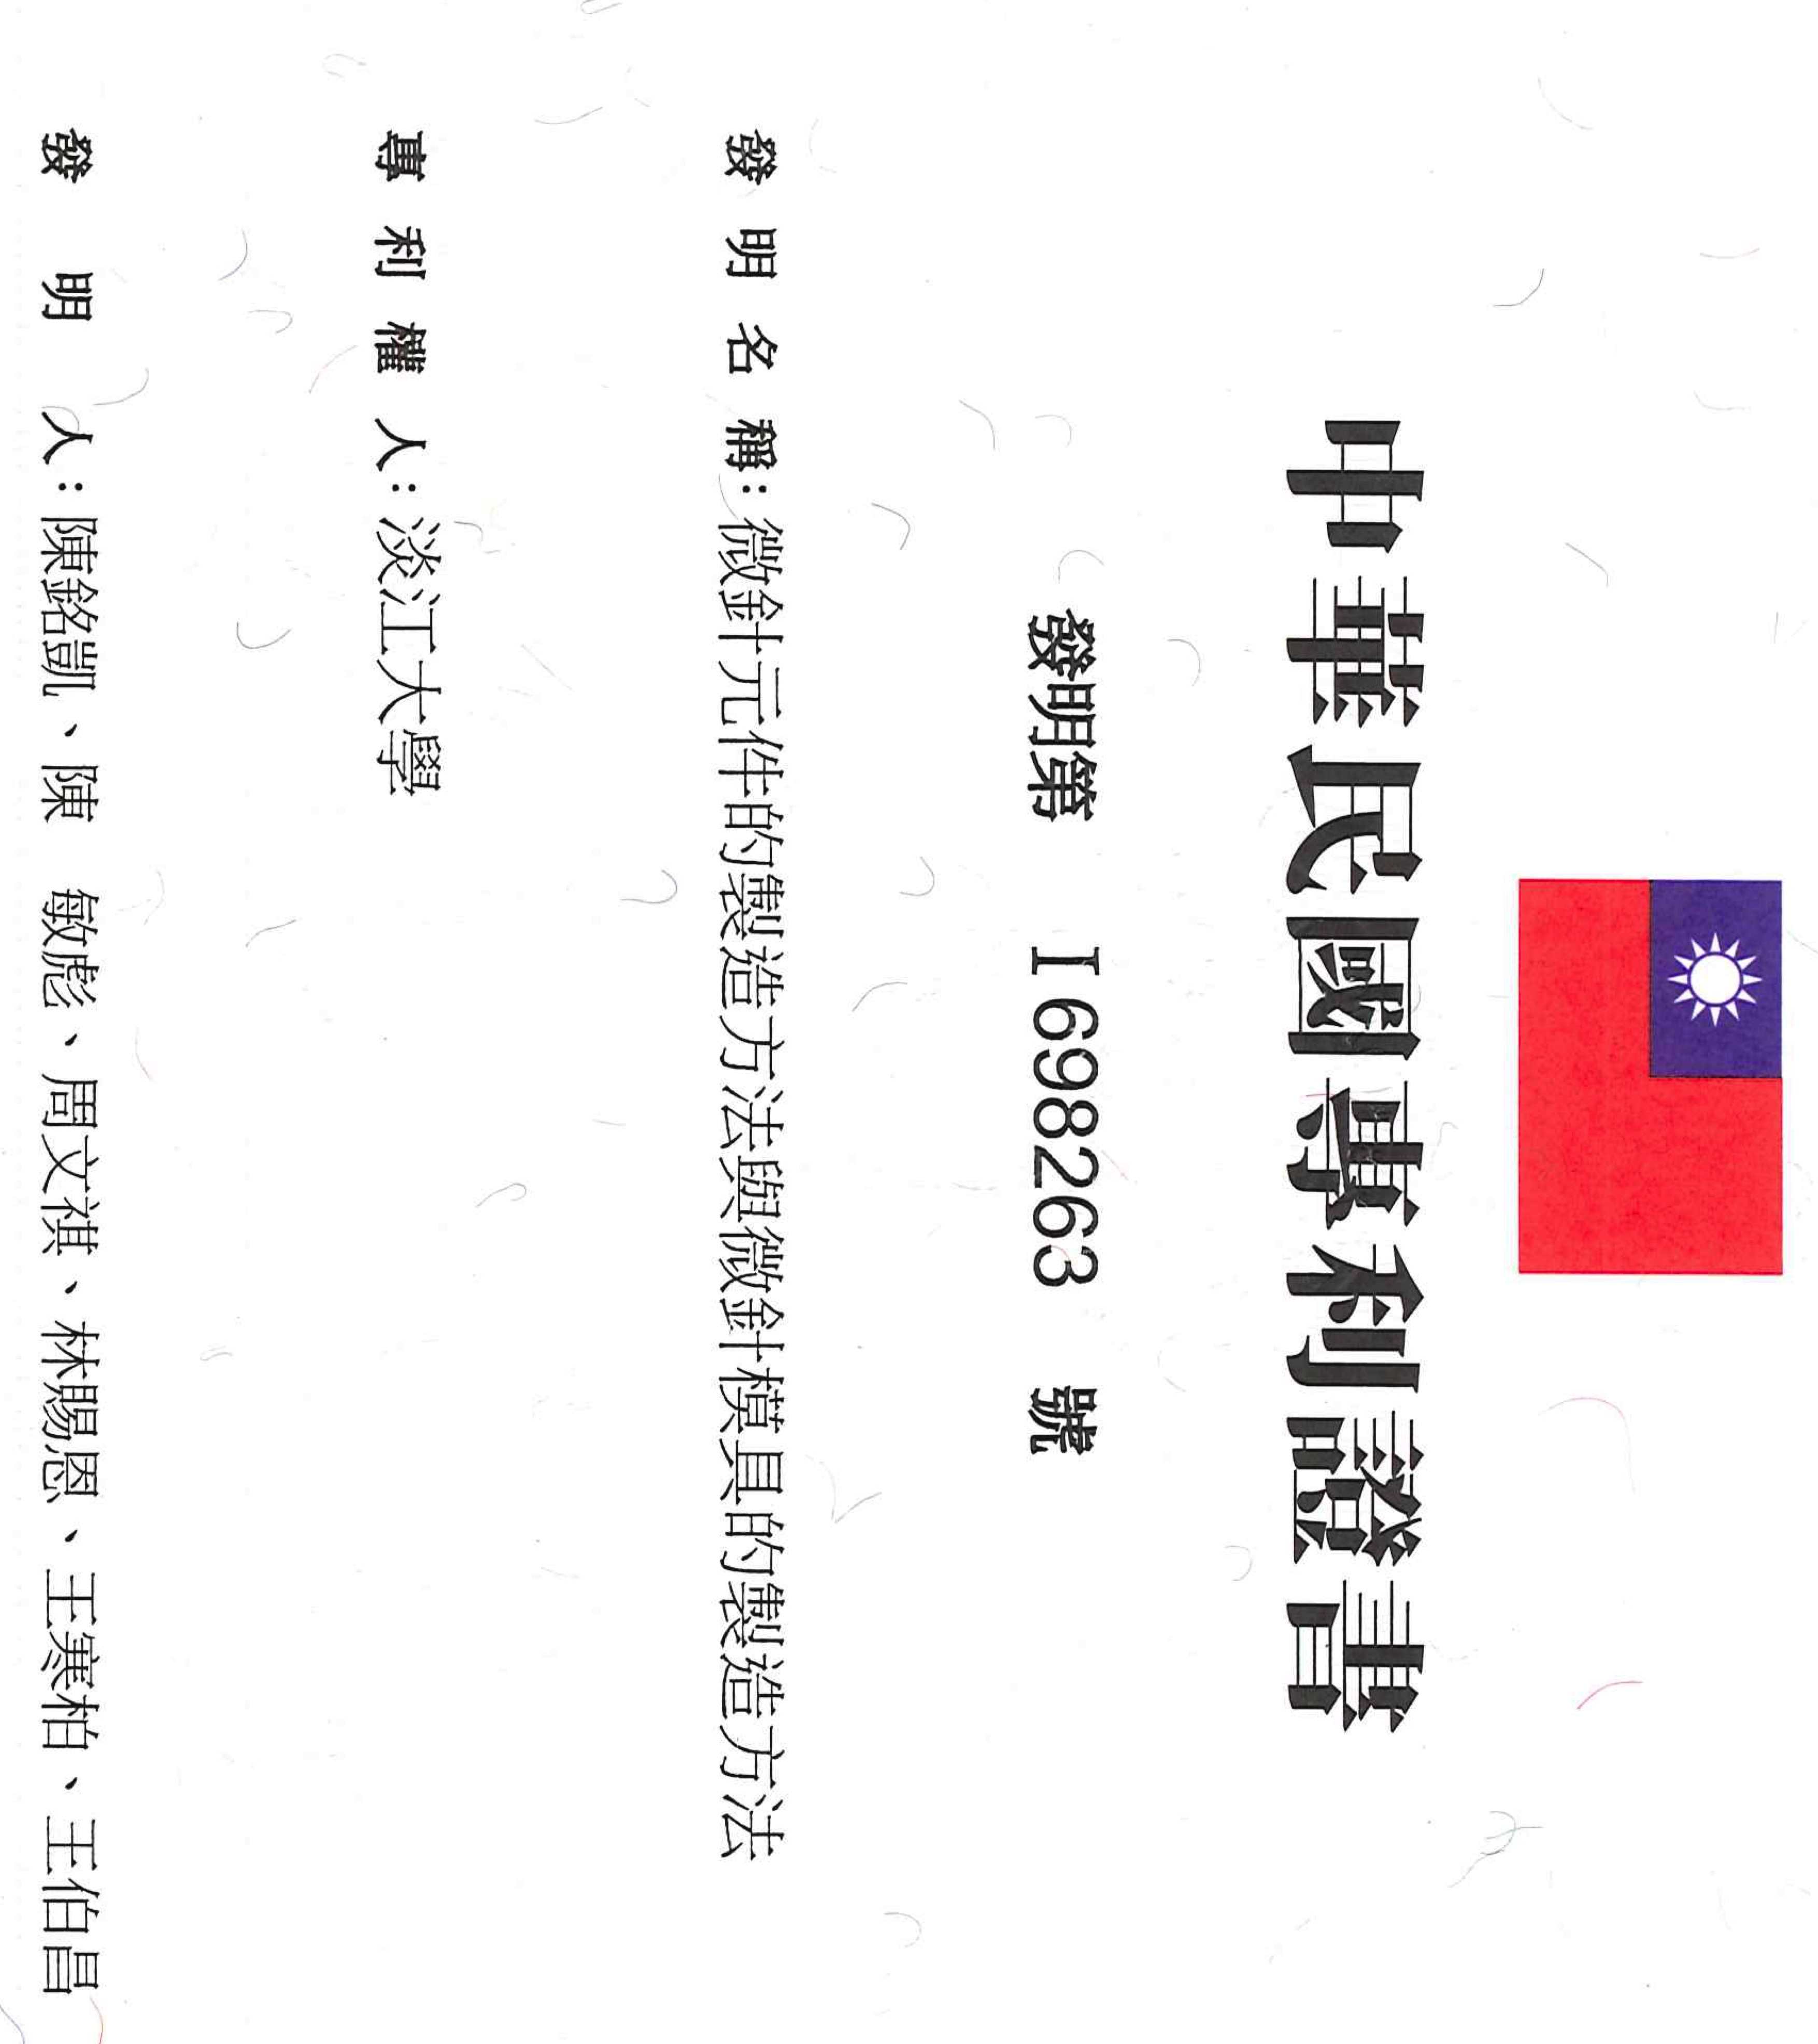 中華民國專利證書
發明第 I 698263 號
發明名稱：微針元件的製造方法與微針模具的製造方法
專利權人：淡江大學
發明人：陳銘凱、陳 敏彪、周文祺、林賜恩、王寒柏、王伯昌